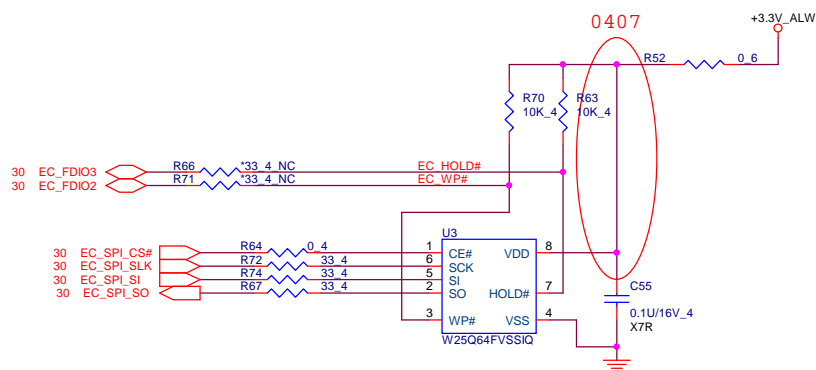 0407
+3.3V_ALW
R52 0_6
R70 R63
10K_4 10K_4
30 EC_FDIO3 R66 *33_4_NC EC_HOLD#
30 EC_FDIO2 R71 *33_4_NC EC_WP#
U3
30 EC_SPI_CS# R64 0_4 1 CE# VDD 8
30 EC_SPI_SLK R72 33_4 6 SCK
30 EC_SPI_SI R74 33_4 5 SI
30 EC_SPI_SO R67 33_4 2 SO HOLD# 7
C55
0.1U/16V_4
3 WP# VSS 4
X7R
W25Q64FVSSIQ